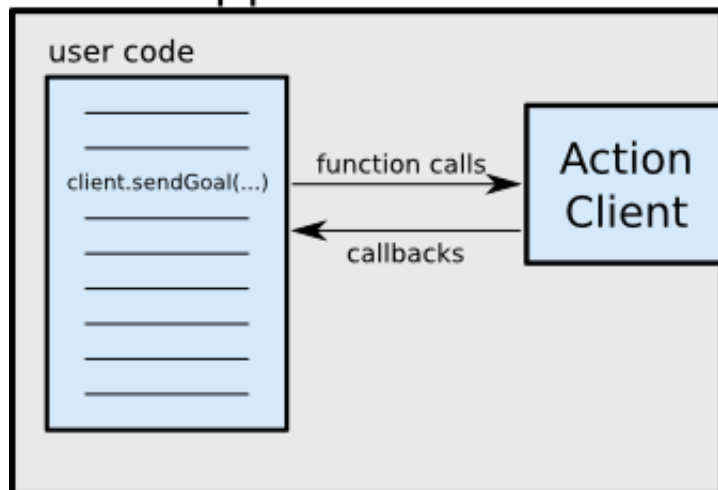 user code
client.sendGoal(...)
function calls
callbacks
Action
Client